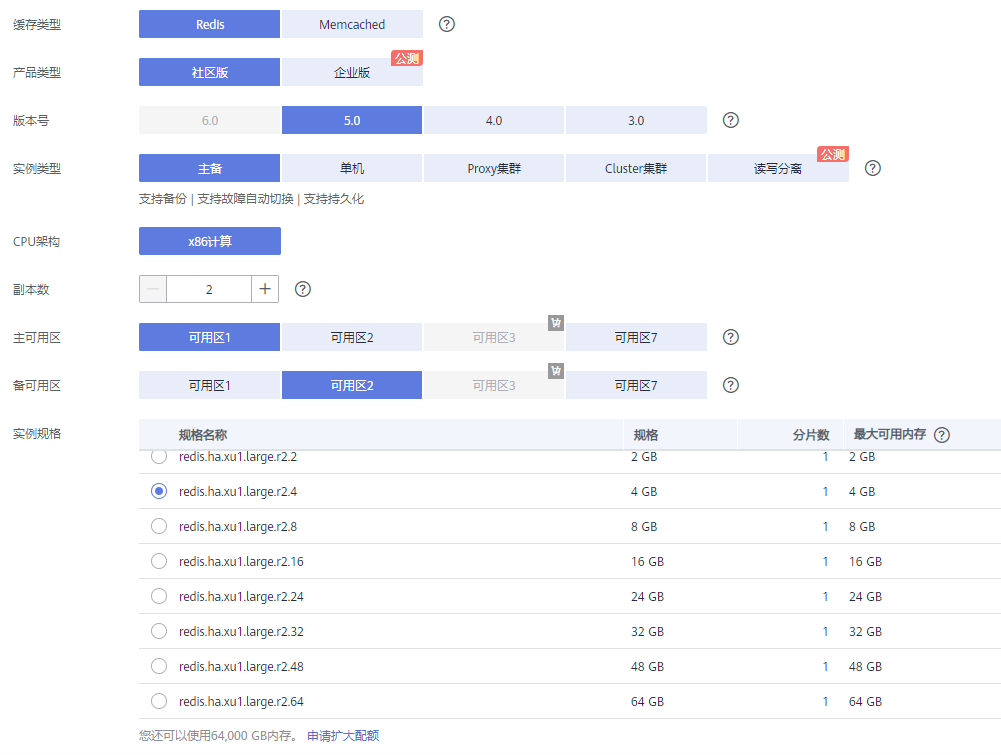 缓存类型 Redis Memcached ?
产品类型 社区版 企业版 公测
版本号 6.0 5.0 4.0 3.0 ?
实例类型 主备 单机 Proxy集群 Cluster集群 读写分离 公测 ?
支持备份 | 支持故障自动切换 | 支持持久化
CPU架构 x86计算
副本数 — 2 + ?
主可用区 可用区1 可用区2 可用区3 可用区7 ?
备可用区 可用区1 可用区2 可用区3 可用区7 ?
实例规格 规格名称 规格 分片数 最大可用内存 ?
redis.ha.xu1.large.r2.2 2 GB 1 2 GB
redis.ha.xu1.large.r2.4 4 GB 1 4 GB
redis.ha.xu1.large.r2.8 8 GB 1 8 GB
redis.ha.xu1.large.r2.16 16 GB 1 16 GB
redis.ha.xu1.large.r2.24 24 GB 1 24 GB
redis.ha.xu1.large.r2.32 32 GB 1 32 GB
redis.ha.xu1.large.r2.48 48 GB 1 48 GB
redis.ha.xu1.large.r2.64 64 GB 1 64 GB
您还可以使用64,000 GB内存。 申请扩大配额